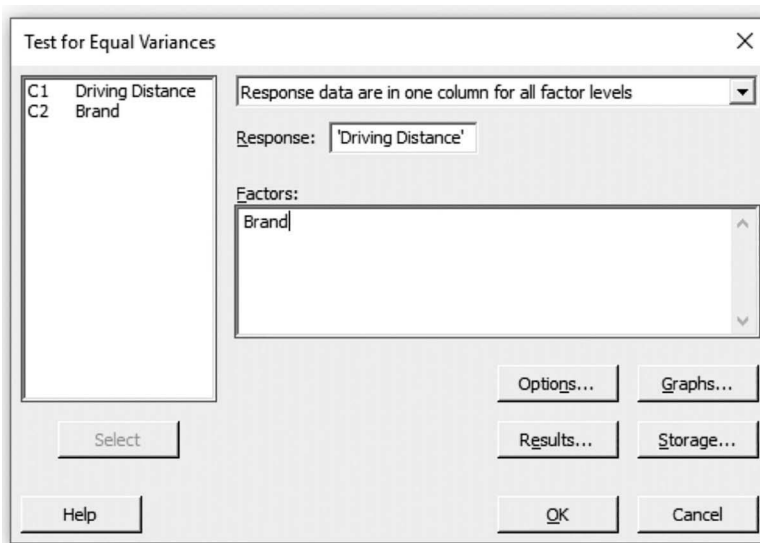 Test for Equal Variances
C1 Driving Distance
C2 Brand
Response data are in one column for all factor levels
Response: 'Driving Distance'
Factors:
Brand
Options... Graphs...
Select Results... Storage...
Help OK Cancel